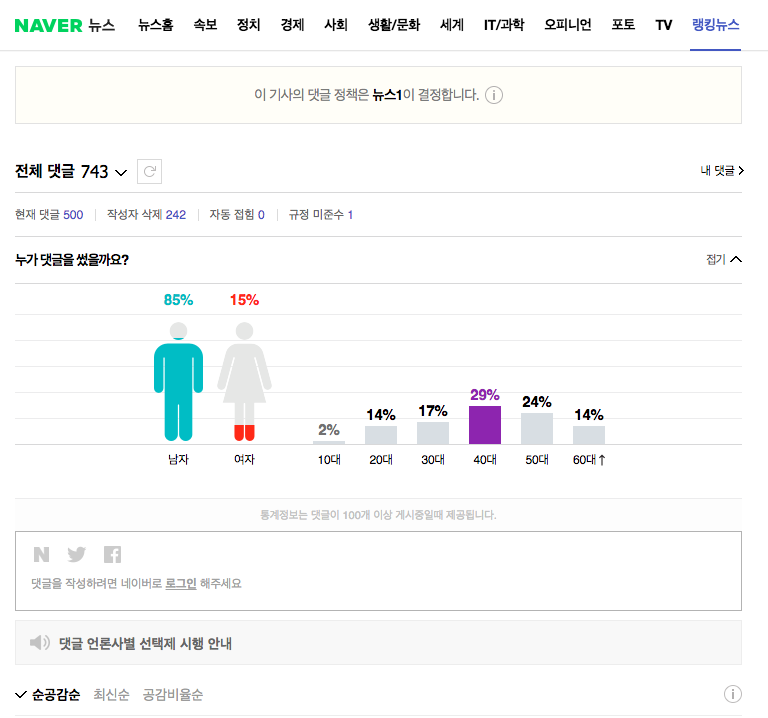 NAVER 뉴스 뉴스홈 속보 정치 경제 사회 생활/문화 세계 IT/과학 오피니언 포토 TV 랭킹뉴스
이 기사의 댓글 정책은 뉴스1이 결정합니다.
전체 댓글 743 내 댓글
현재 댓글 500 작성자 삭제 242 자동 접힘 0 규정 미준수 1
누가 댓글을 썼을까요? 접기
85% 15%
29%
24%
17%
14% 14%
2%
남자 여자 10대 20대 30대 40대 50대 60대↑
통계정보는 댓글이 100개 이상 게시중일때 제공됩니다.
댓글을 작성하려면 네이버로 로그인 해주세요
댓글 언론사별 선택제 시행 안내
순공감순 최신순 공감비율순